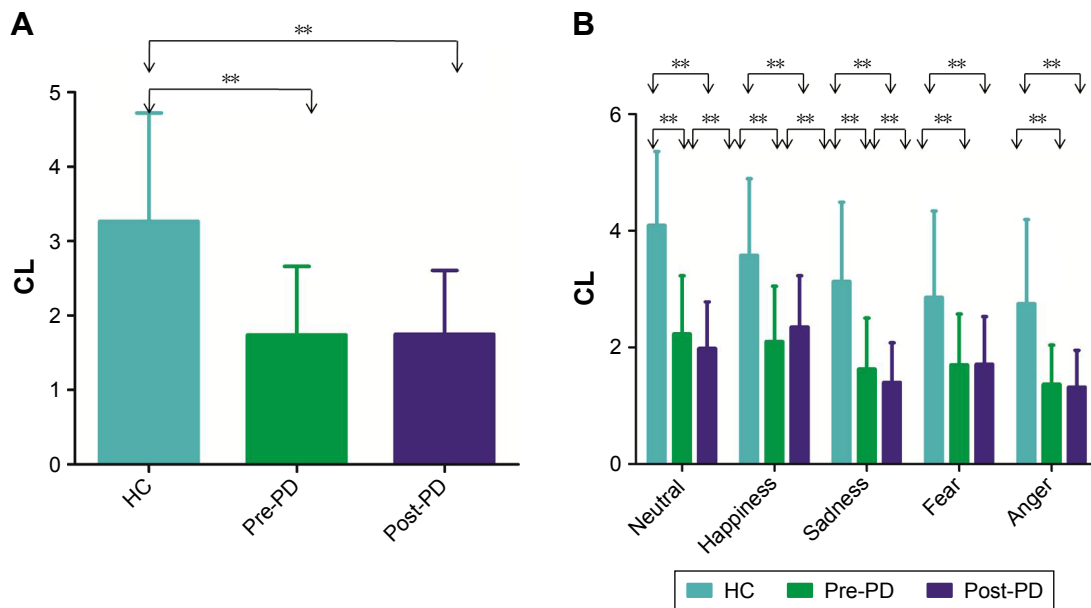 A
**
**
CL
5
4
3
2
1
0
HC
Pre-PD
Post-PD
B
** ** ** ** **
** ** ** ** ** ** ** **
CL
6
4
2
0
Neutral
Happiness
Sadness
Fear
Anger
HC Pre-PD Post-PD